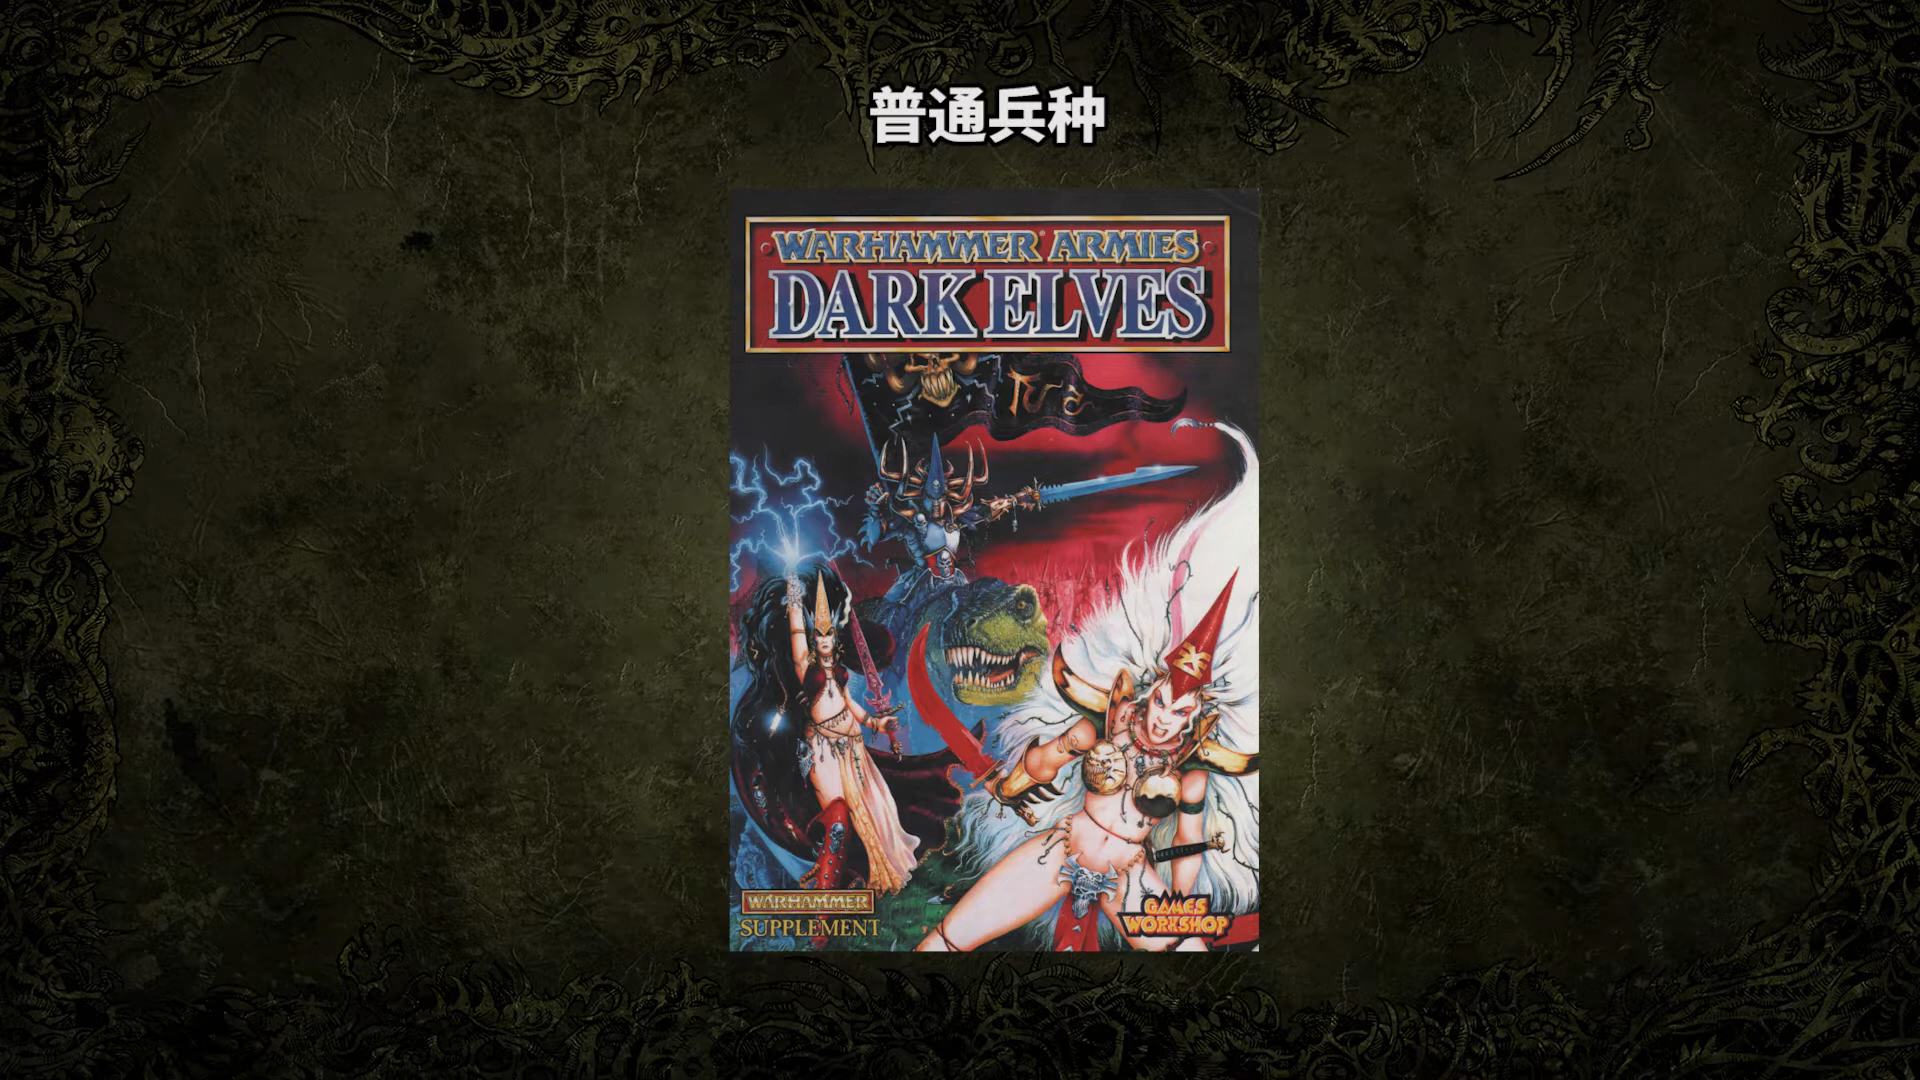 普通兵种
WARHAMMER® ARMIES
DARK ELVES
WARHAMMER
SUPPLEMENT
GAMES
WORKSHOP